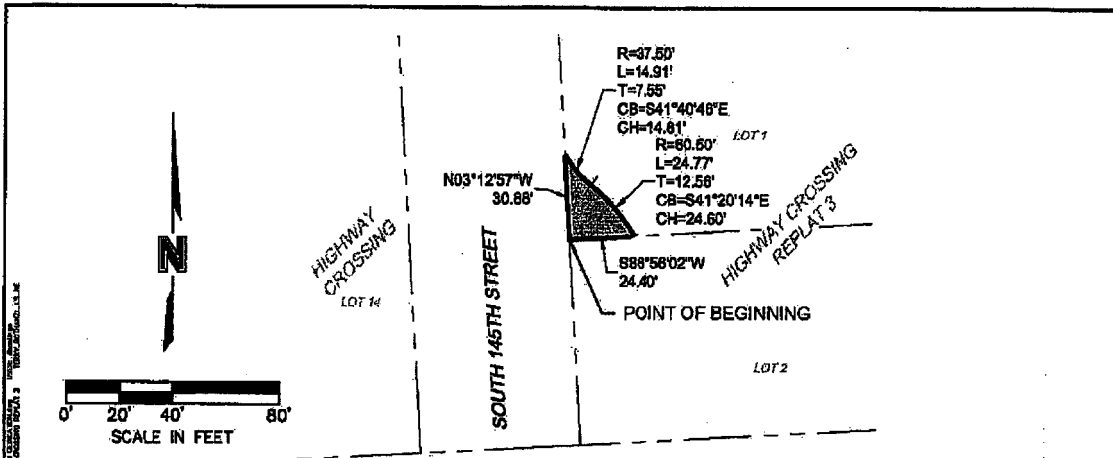 R=37.50'
L=14.91'
T=7.55'
CB=S41°40'46"E
CH=14.81'
LOT 1
R=60.50'
L=24.77'
T=12.56'
CB=S41°20'14"E
CH=24.60'
N03°12'57"W
30.88'
HIGHWAY CROSSING
REPLAT 3
HIGHWAY
CROSSING
LOT 14
SOUTH 145TH STREET
N
S86°56'02"W
24.40'
POINT OF BEGINNING
LOT 2
0' 20' 40' 80'
SCALE IN FEET